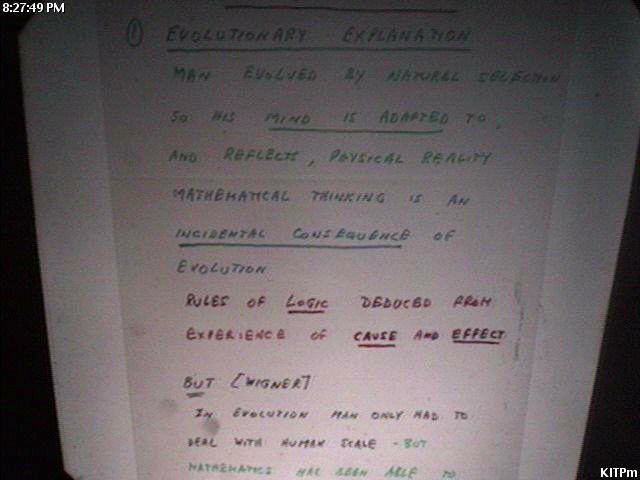 8:27:49 PM
① EVOLUTIONARY EXPLANATION
MAN EVOLVED BY NATURAL SELECTION
SO HIS MIND IS ADAPTED TO,
AND REFLECTS, PHYSICAL REALITY
MATHEMATICAL THINKING IS AN
INCIDENTAL CONSEQUENCE OF
EVOLUTION
RULES OF LOGIC DEDUCED FROM
EXPERIENCE OF CAUSE AND EFFECT
BUT [WIGNER]
IN EVOLUTION MAN ONLY HAD TO
DEAL WITH HUMAN SCALE - BUT
MATHEMATICS HAS BEEN ABLE TO
KITPm